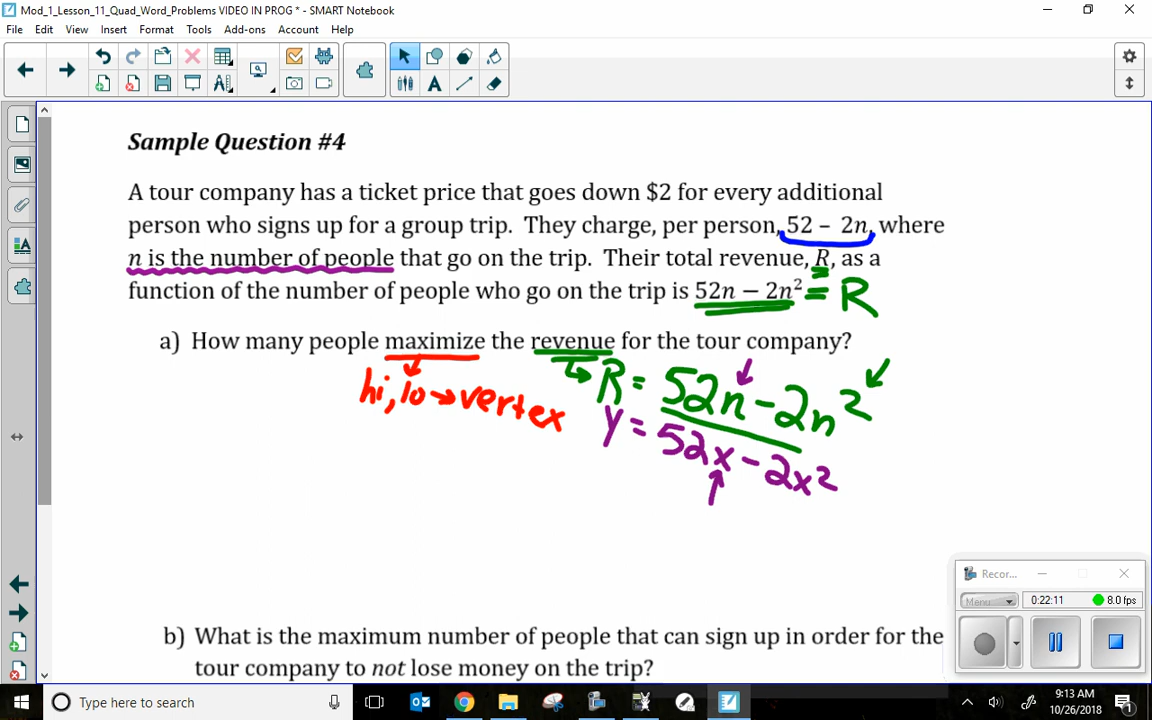 Mod_1_Lesson_11_Quad_Word_Problems VIDEO IN PROG * - SMART Notebook
File Edit View Insert Format Tools Add-ons Account Help
Sample Question #4
A tour company has a ticket price that goes down $2 for every additional
person who signs up for a group trip. They charge, per person, 52 – 2n, where
n is the number of people that go on the trip. Their total revenue, R, as a
function of the number of people who go on the trip is 52n – 2n² = R
a) How many people maximize the revenue for the tour company?
hi, lo → vertex
R = 52n - 2n²
y = 52x - 2x²
Recor...
Menu 0:22:11 8.0 fps
b) What is the maximum number of people that can sign up in order for the
tour company to not lose money on the trip?
Type here to search
9:13 AM
10/26/2018
1